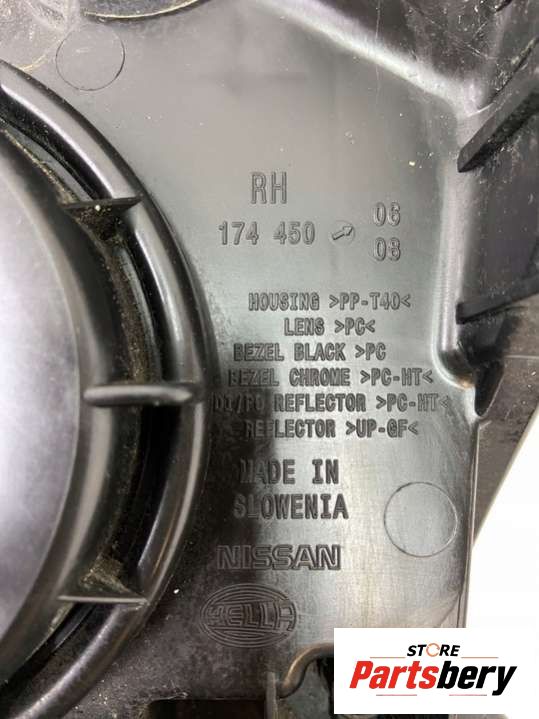 RH
174 450
06
08
HOUSING >PP-T40<
LENS >PC<
BEZEL BLACK >PC
BEZEL CHROME >PC-HT<
REFLECTOR >PC-HT<
REFLECTOR >UP-GF<
MADE IN
SLOWENIA
NISSAN
HELLA
STORE
Partsbery